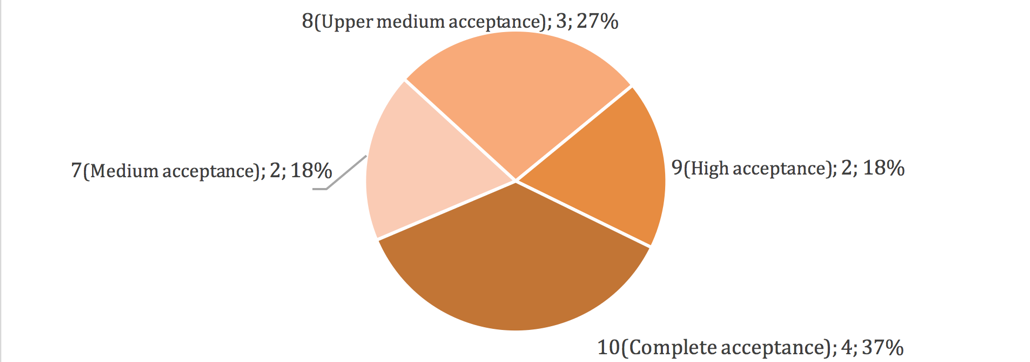 8(Upper medium acceptance); 3; 27%
7(Medium acceptance); 2; 18%
9(High acceptance); 2; 18%
10(Complete acceptance); 4; 37%